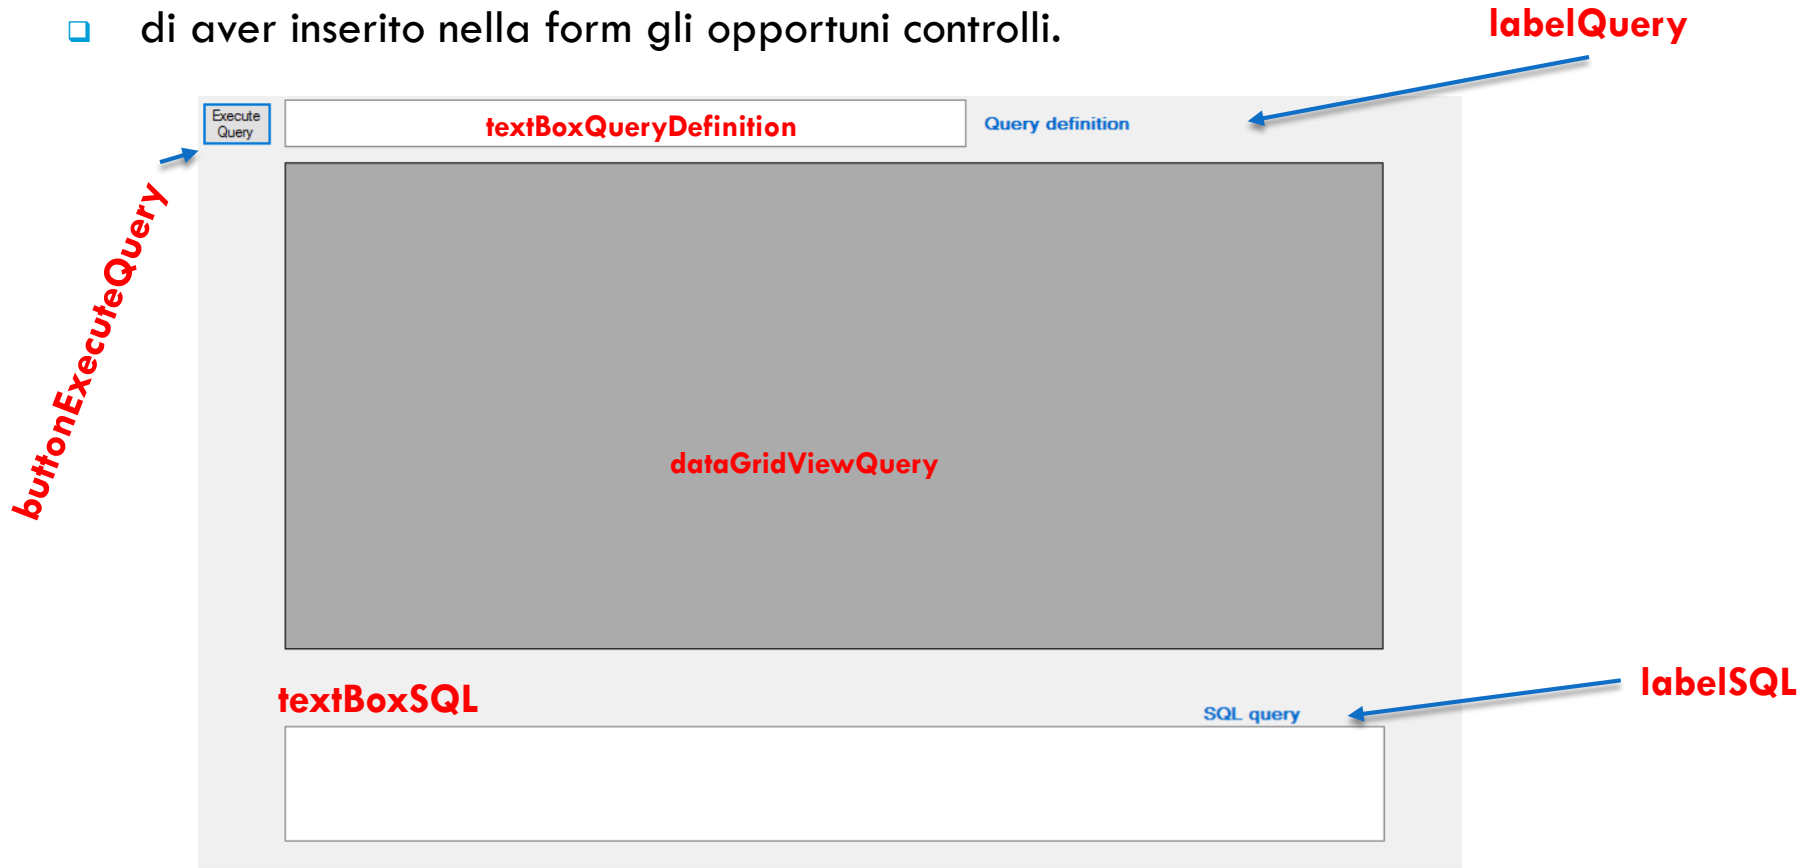 di aver inserito nella form gli opportuni controlli.
labelQuery
Execute
Query
textBoxQueryDefinition
Query definition
buttonExecuteQuery
dataGridViewQuery
labelSQL
textBoxSQL
SQL query